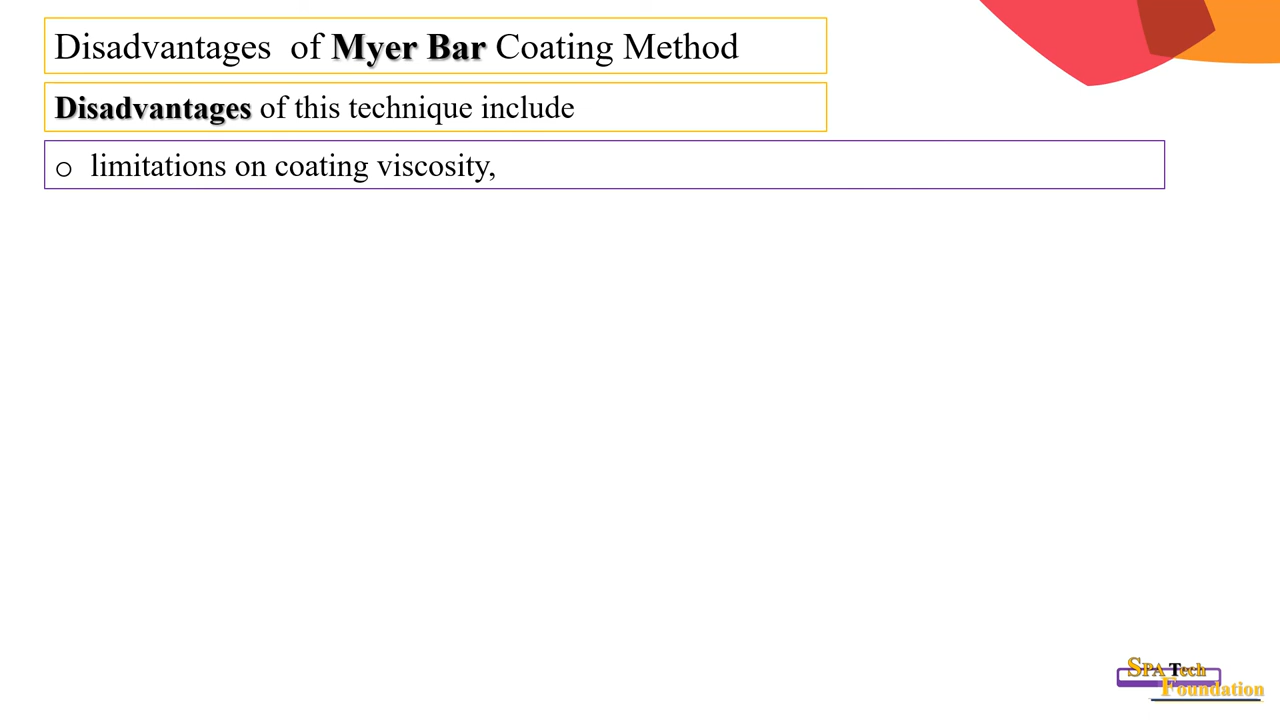 Disadvantages of Myer Bar Coating Method
Disadvantages of this technique include
o limitations on coating viscosity,
SPA Tech
Foundation